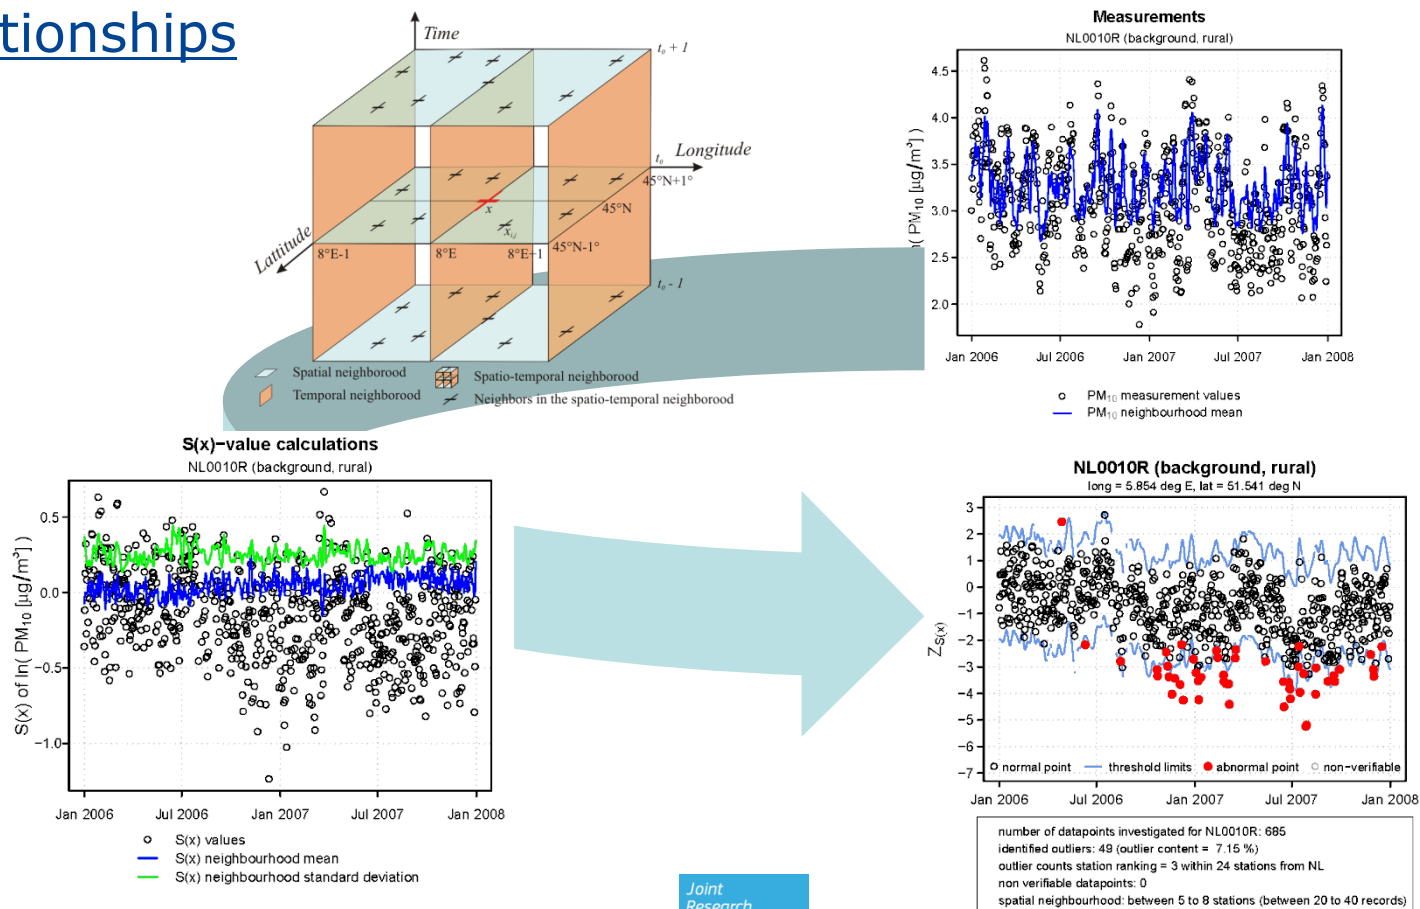 tionships
Time
t₀ + 1
t₀
Longitude
45°N+1°
45°N
x
xᵢ,ⱼ
Lattitude
8°E-1
8°E
8°E+1
45°N-1°
t₀ - 1
Spatial neighborood
Temporal neighborood
Spatio-temporal neighborood
Neighbors in the spatio-temporal neighborood
Measurements
NL0010R (background, rural)
( PM₁₀ [µg/m³] )
4.5
4.0
3.5
3.0
2.5
2.0
Jan 2006 Jul 2006 Jan 2007 Jul 2007 Jan 2008
PM₁₀ measurement values
PM₁₀ neighbourhood mean
S(x)−value calculations
NL0010R (background, rural)
S(x) of ln( PM₁₀ [µg/m³] )
0.5
0.0
−0.5
−1.0
Jan 2006 Jul 2006 Jan 2007 Jul 2007 Jan 2008
S(x) values
S(x) neighbourhood mean
S(x) neighbourhood standard deviation
NL0010R (background, rural)
long = 5.854 deg E, lat = 51.541 deg N
Z_S(x)
3
2
1
0
−1
−2
−3
−4
−5
−6
−7
normal point threshold limits abnormal point non−verifiable
Jan 2006 Jul 2006 Jan 2007 Jul 2007 Jan 2008
number of datapoints investigated for NL0010R: 685
identified outliers: 49 (outlier content = 7.15 %)
outlier counts station ranking = 3 within 24 stations from NL
non verifiable datapoints: 0
spatial neighbourhood: between 5 to 8 stations (between 20 to 40 records)
Joint
Research